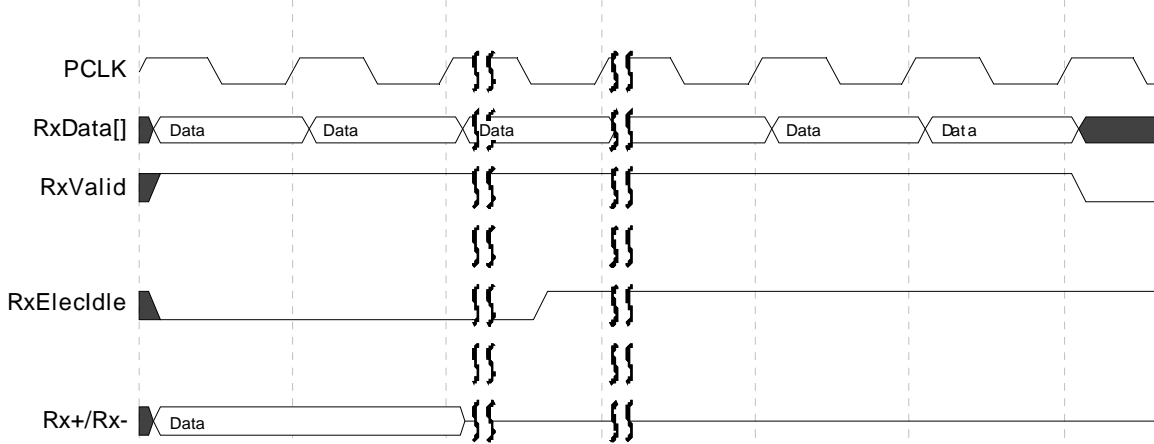 PCLK
RxData[] Data Data Data Data Data
RxValid
RxElecIdle
Rx+/Rx- Data